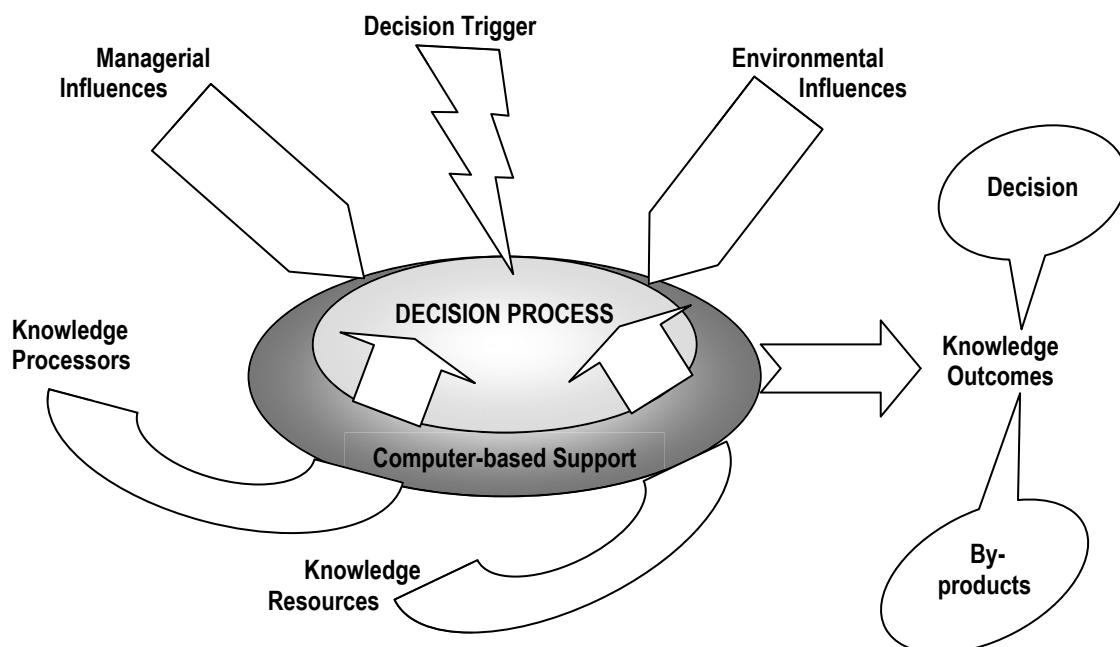 Decision Trigger
Managerial
Influences
Environmental
Influences
Decision
DECISION PROCESS
Knowledge
Processors
Knowledge
Outcomes
Computer-based Support
Knowledge
Resources
By-
products